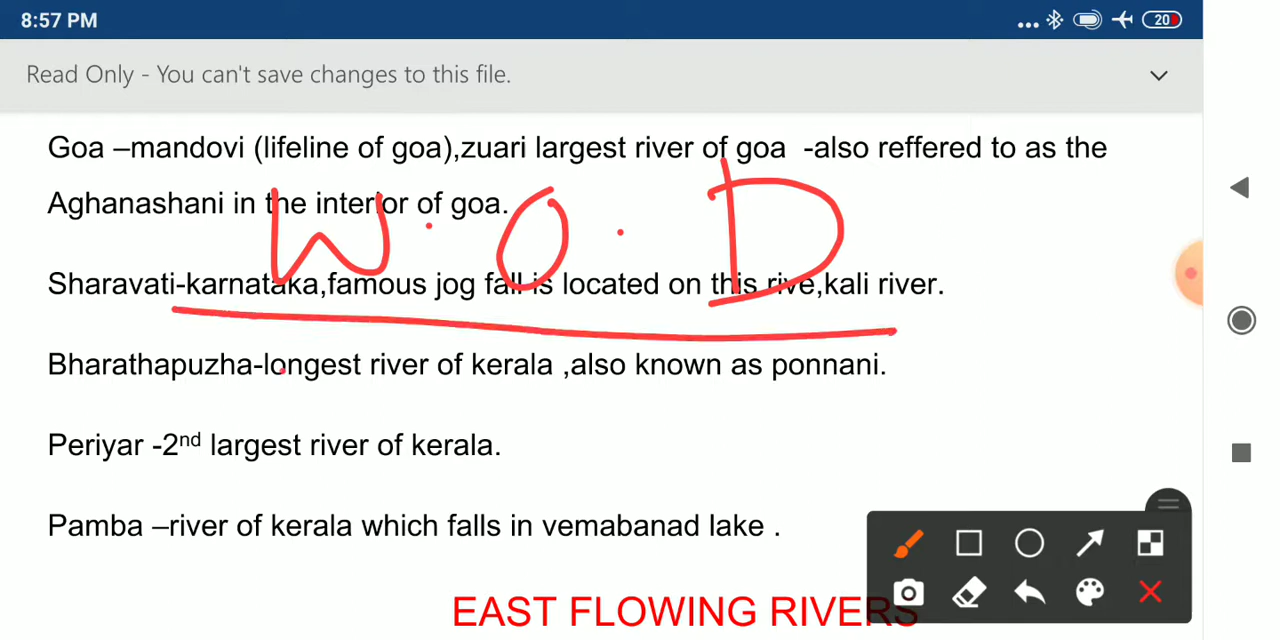 8:57 PM
20
Read Only - You can't save changes to this file.
Goa –mandovi (lifeline of goa),zuari largest river of goa -also reffered to as the
Aghanashani in the interior of goa.
W . O . D
Sharavati-karnataka,famous jog fall is located on this rive,kali river.
Bharathapuzha-longest river of kerala ,also known as ponnani.
Periyar -2nd largest river of kerala.
Pamba –river of kerala which falls in vemabanad lake .
EAST FLOWING RIVERS